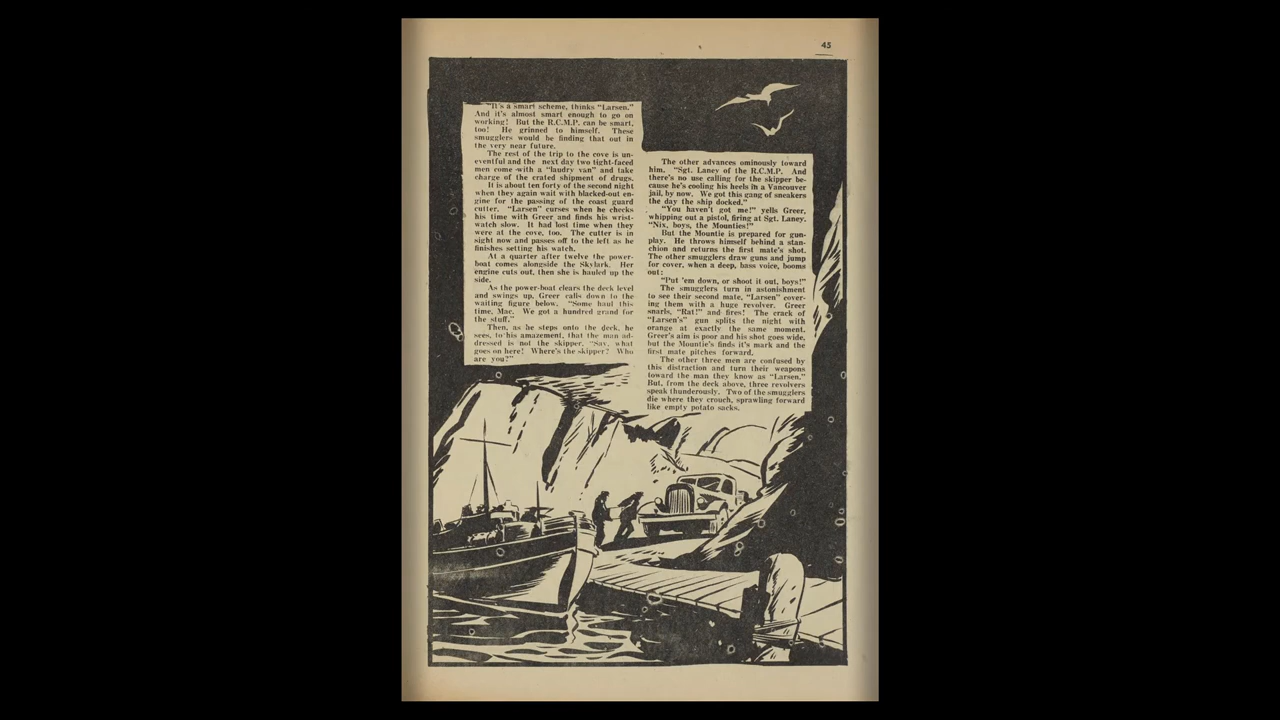 45
"It's a smart scheme, thinks "Larsen."
And it's almost smart enough to go on
working! But the R.C.M.P. can be smart,
too! He grinned to himself. These
smugglers would be finding that out in
the very near future.
The rest of the trip to the cove is un-
eventful and the next day two tight-faced
men come with a "laudry van" and take
charge of the crated shipment of drugs.
It is about ten forty of the second night
when they again wait with blacked-out en-
gine for the passing of the coast guard
cutter. "Larsen" curses when he checks
his time with Greer and finds his wrist-
watch slow. It had lost time when they
were at the cove, too. The cutter is in
sight now and passes off to the left as he
finishes setting his watch.
At a quarter after twelve the power-
boat comes alongside the Skylark. Her
engine cuts out, then she is hauled up the
side.
As the power-boat clears the deck level
and swings up, Greer calls down to the
waiting figure below. "Some haul this
time, Mac. We got a hundred grand for
the stuff."
Then, as he steps onto the deck, he
sees, to his amazement, that the man ad-
dressed is not the skipper. "Say, what
goes on here! Where's the skipper? Who
are you?"
The other advances ominously toward
him. "Sgt. Laney of the R.C.M.P. And
there's no use calling for the skipper be-
cause he's cooling his heels in a Vancouver
jail, by now. We got this gang of sneakers
the day the ship docked."
"You haven't got me!" yells Greer,
whipping out a pistol, firing at Sgt. Laney.
"Nix, boys, the Mounties!"
But the Mountie is prepared for gun-
play. He throws himself behind a stan-
chion and returns the first mate's shot.
The other smugglers draw guns and jump
for cover, when a deep, bass voice, booms
out:
"Put 'em down, or shoot it out, boys!"
The smugglers turn in astonishment
to see their second mate, "Larsen" cover-
ing them with a huge revolver. Greer
snarls, "Rat!" and fires! The crack of
"Larsen's" gun splits the night with
orange at exactly the same moment.
Greer's aim is poor and his shot goes wide,
but the Mountie's finds it's mark and the
first mate pitches forward.
The other three men are confused by
this distraction and turn their weapons
toward the man they know as "Larsen."
But, from the deck above, three revolvers
speak thunderously. Two of the smugglers
die where they crouch, sprawling forward
like empty potato sacks.